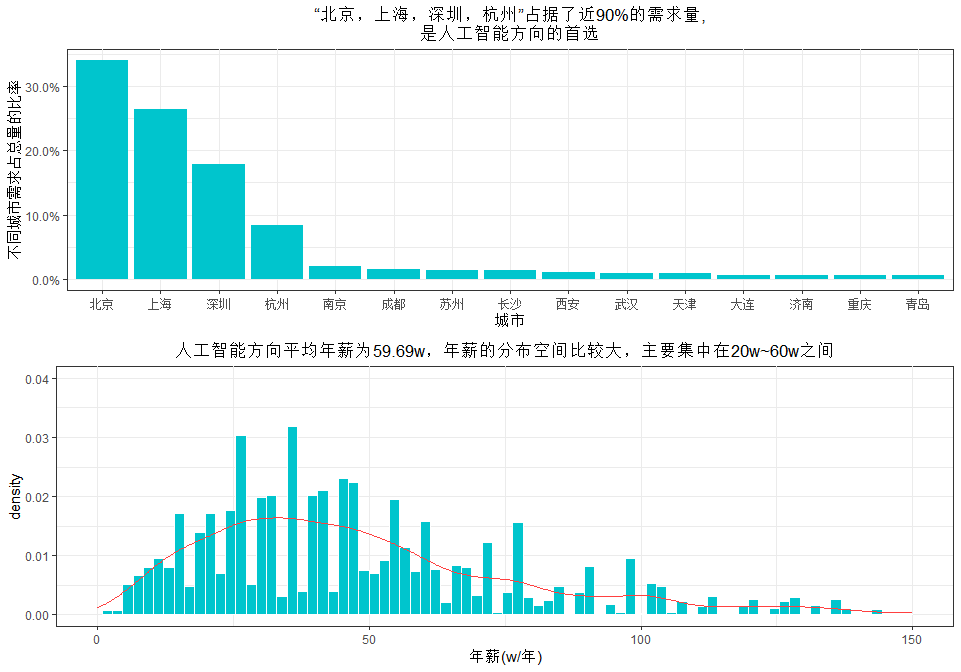 “北京，上海，深圳，杭州”占据了近90%的需求量，
是人工智能方向的首选
不同城市需求占总量的比率
30.0%
20.0%
10.0%
0.0%
北京 上海 深圳 杭州 南京 成都 苏州 长沙 西安 武汉 天津 大连 济南 重庆 青岛
城市
人工智能方向平均年薪为59.69w，年薪的分布空间比较大，主要集中在20w~60w之间
density
0.04
0.03
0.02
0.01
0.00
0 50 100 150
年薪(w/年)